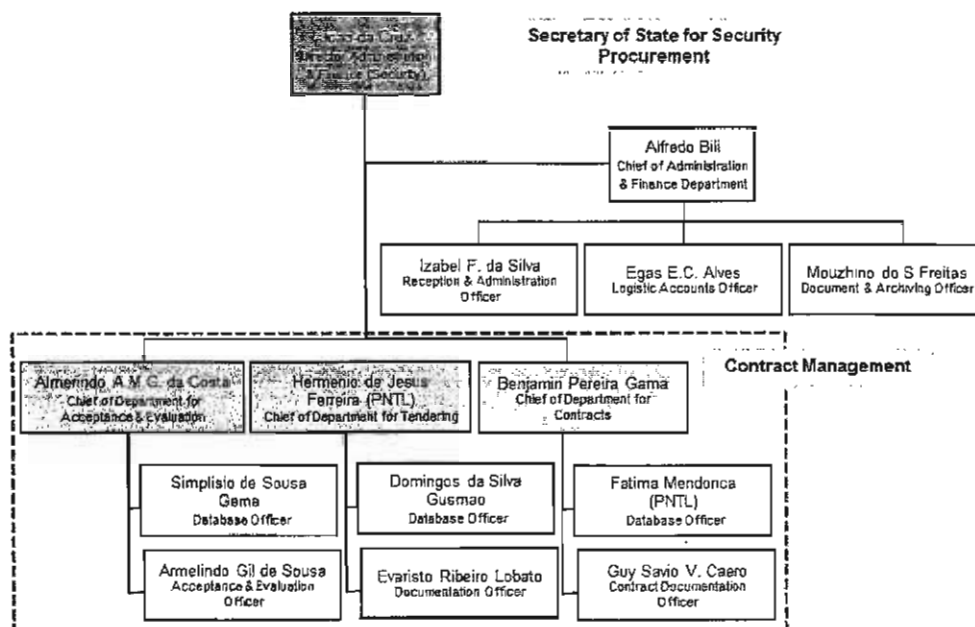 da Cruz
& Finance (Security)
Secretary of State for Security
Procurement
Alfredo Bili
Chief of Administration
& Finance Department
Izabel F. da Silva
Reception & Administration
Officer
Egas E.C. Alves
Logistic Accounts Officer
Mouzhino do S Freitas
Document & Archiving Officer
Contract Management
Almerindo A.M.G. da Costa
Chief of Department for
Acceptance & Evaluation
Hermenio de Jesus
Ferreira (PNTL)
Chief of Department for Tendering
Benjamin Pereira Gama
Chief of Department for
Contracts
Simplisio de Sousa
Gama
Database Officer
Domingos da Silva
Gusmao
Database Officer
Fatima Mendonca
(PNTL)
Database Officer
Armelindo Gil de Sousa
Acceptance & Evaluation
Officer
Evaristo Ribeiro Lobato
Documentation Officer
Guy Savio V. Caero
Contract Documentation
Officer